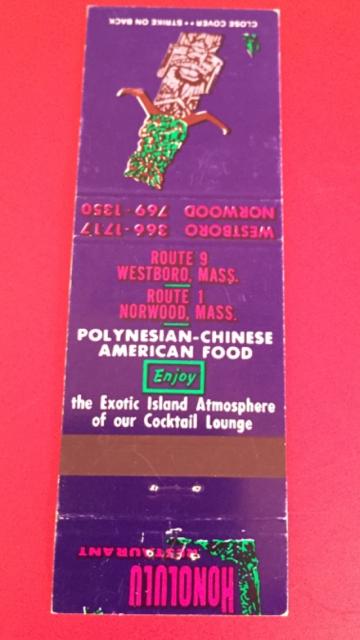 CLOSE COVER • • STRIKE ON BACK
WESTBORO 366-1717
NORWOOD 769-1350
ROUTE 9
WESTBORO, MASS.
ROUTE 1
NORWOOD, MASS.
POLYNESIAN-CHINESE
AMERICAN FOOD
Enjoy
the Exotic Island Atmosphere
of our Cocktail Lounge
HONOLULU
RESTAURANT